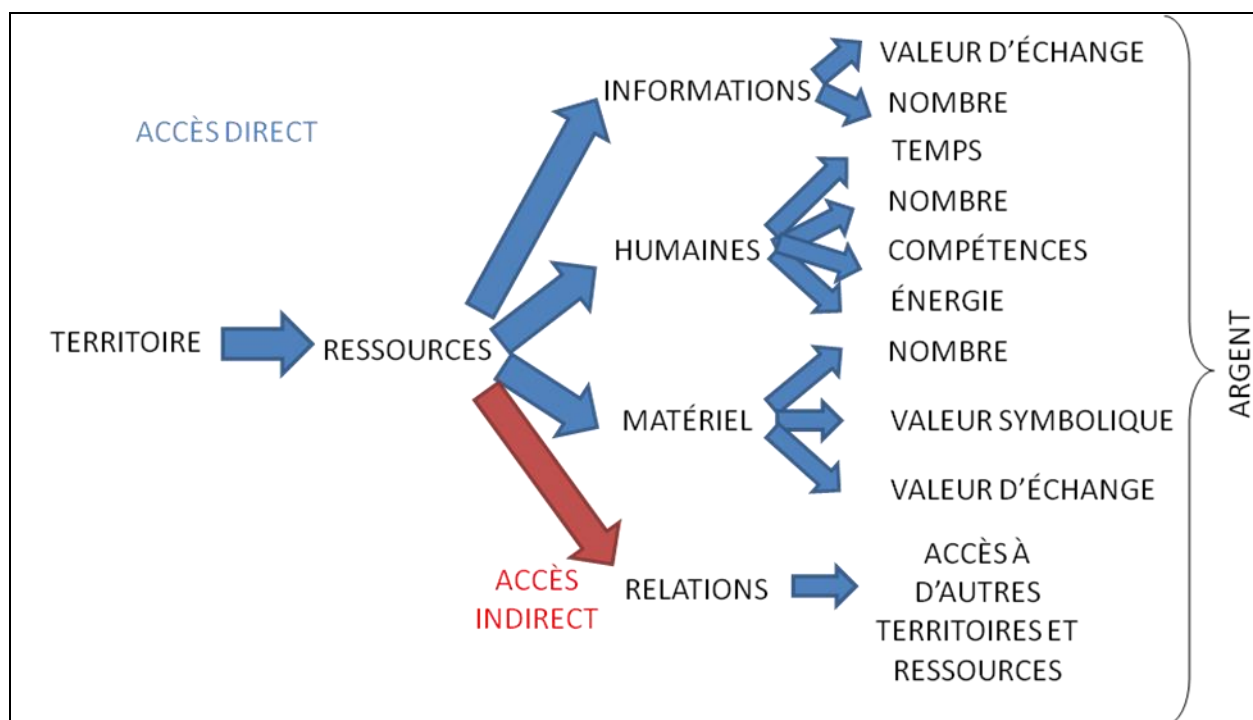 VALEUR D'ÉCHANGE
INFORMATIONS
NOMBRE
ACCÈS DIRECT
TEMPS
NOMBRE
HUMAINES
COMPÉTENCES
ÉNERGIE
TERRITOIRE
RESSOURCES
NOMBRE
MATÉRIEL
VALEUR SYMBOLIQUE
VALEUR D'ÉCHANGE
ACCÈS
INDIRECT
RELATIONS
ACCÈS À
D'AUTRES
TERRITOIRES ET
RESSOURCES
ARGENT